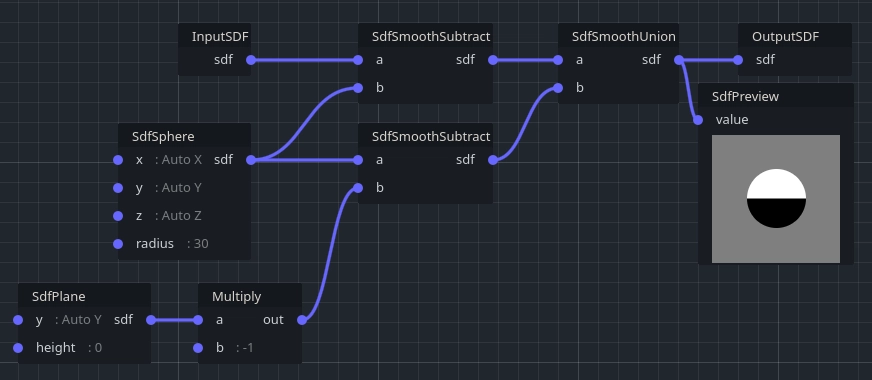 InputSDF
sdf
SdfSmoothSubtract
a sdf
b
SdfSmoothUnion
a sdf
b
OutputSDF
sdf
SdfPreview
value
SdfSphere
x : Auto X sdf
y : Auto Y
z : Auto Z
radius : 30
SdfSmoothSubtract
a sdf
b
SdfPlane
y : Auto Y sdf
height : 0
Multiply
a out
b : -1